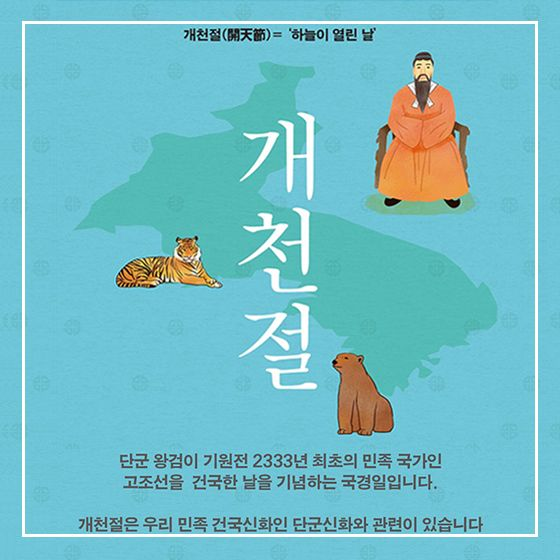 개천절(開天節)= '하늘이 열린 날'
개천절
단군 왕검이 기원전 2333년 최초의 민족 국가인
고조선을 건국한 날을 기념하는 국경일입니다.
개천절은 우리 민족 건국신화인 단군신화와 관련이 있습니다